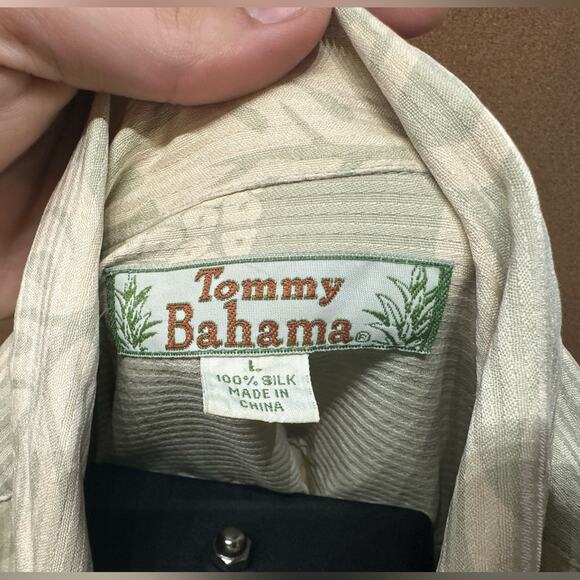 Tommy
Bahama®
L
100% SILK
MADE IN
CHINA